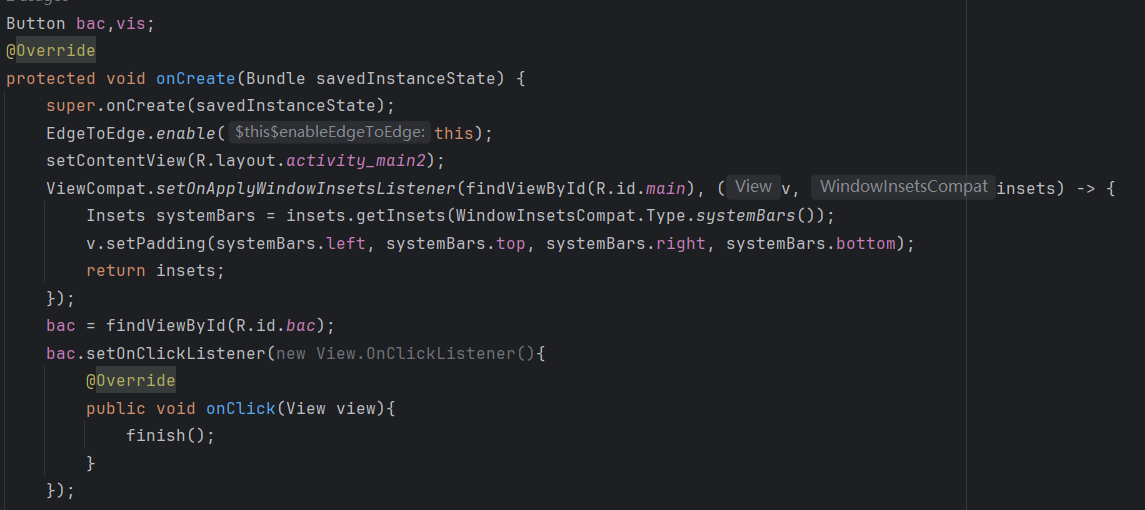 Button bac,vis;
@Override
protected void onCreate(Bundle savedInstanceState) {
super.onCreate(savedInstanceState);
EdgeToEdge.enable( $this$enableEdgeToEdge: this);
setContentView(R.layout.activity_main2);
ViewCompat.setOnApplyWindowInsetsListener(findViewById(R.id.main), ( View v, WindowInsetsCompat insets) -> {
Insets systemBars = insets.getInsets(WindowInsetsCompat.Type.systemBars());
v.setPadding(systemBars.left, systemBars.top, systemBars.right, systemBars.bottom);
return insets;
});
bac = findViewById(R.id.bac);
bac.setOnClickListener(new View.OnClickListener(){
@Override
public void onClick(View view){
finish();
}
});